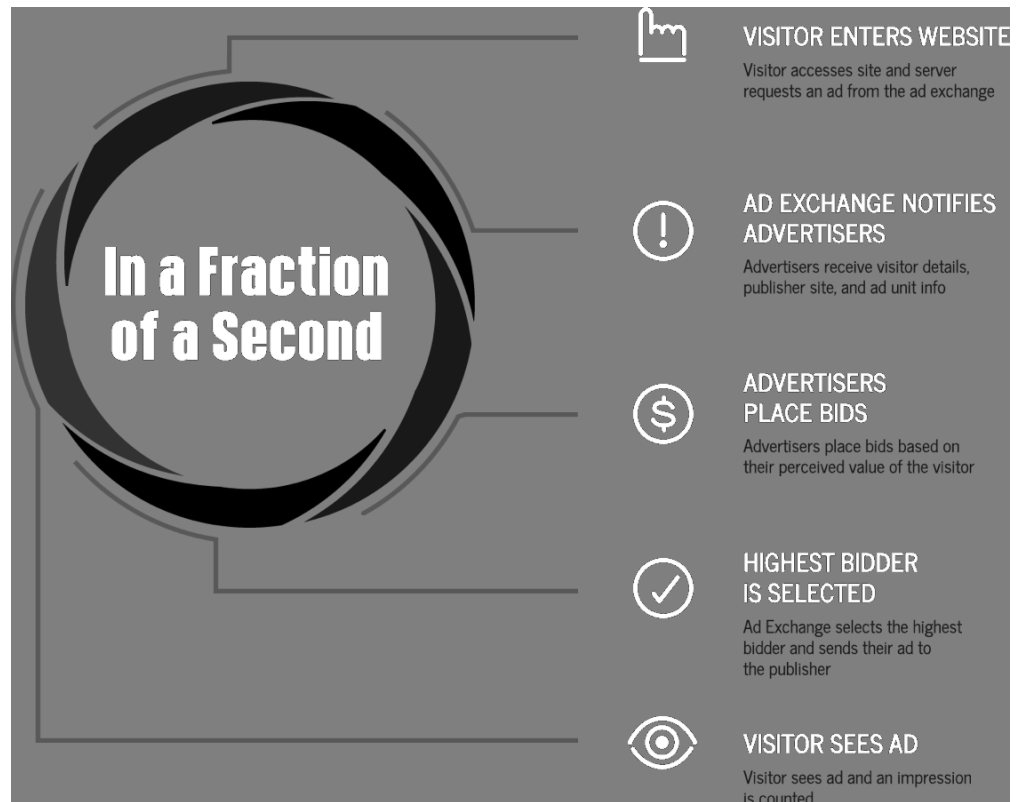 In a Fraction
of a Second
VISITOR ENTERS WEBSITE
Visitor accesses site and server
requests an ad from the ad exchange
AD EXCHANGE NOTIFIES
ADVERTISERS
Advertisers receive visitor details,
publisher site, and ad unit info
ADVERTISERS
PLACE BIDS
Advertisers place bids based on
their perceived value of the visitor
HIGHEST BIDDER
IS SELECTED
Ad Exchange selects the highest
bidder and sends their ad to
the publisher
VISITOR SEES AD
Visitor sees ad and an impression
is counted